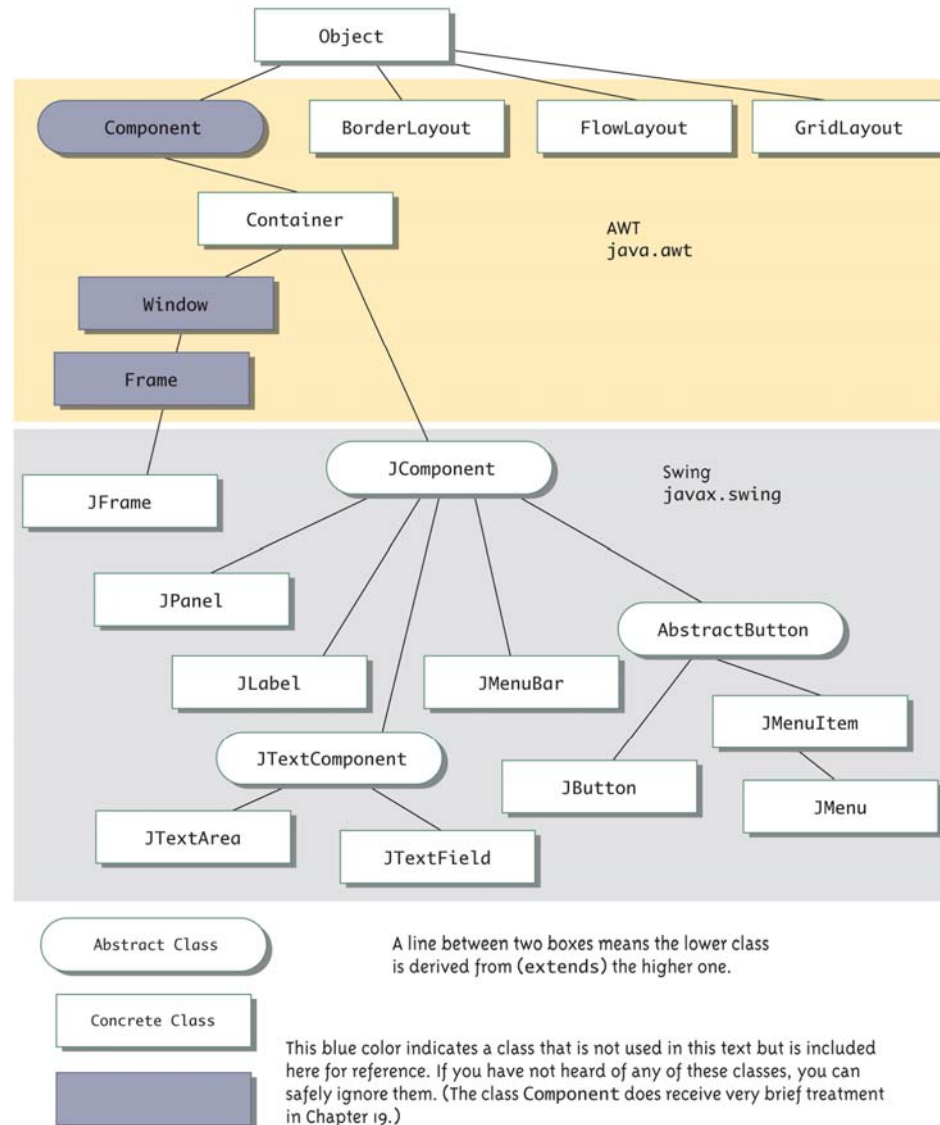 Object
Component
BorderLayout
FlowLayout
GridLayout
Container
AWT
java.awt
Window
Frame
JComponent
Swing
javax.swing
JFrame
JPanel
AbstractButton
JLabel
JMenuBar
JMenuItem
JTextComponent
JButton
JMenu
JTextArea
JTextField
Abstract Class
A line between two boxes means the lower class
is derived from (extends) the higher one.
Concrete Class
This blue color indicates a class that is not used in this text but is included
here for reference. If you have not heard of any of these classes, you can
safely ignore them. (The class Component does receive very brief treatment
in Chapter 19.)